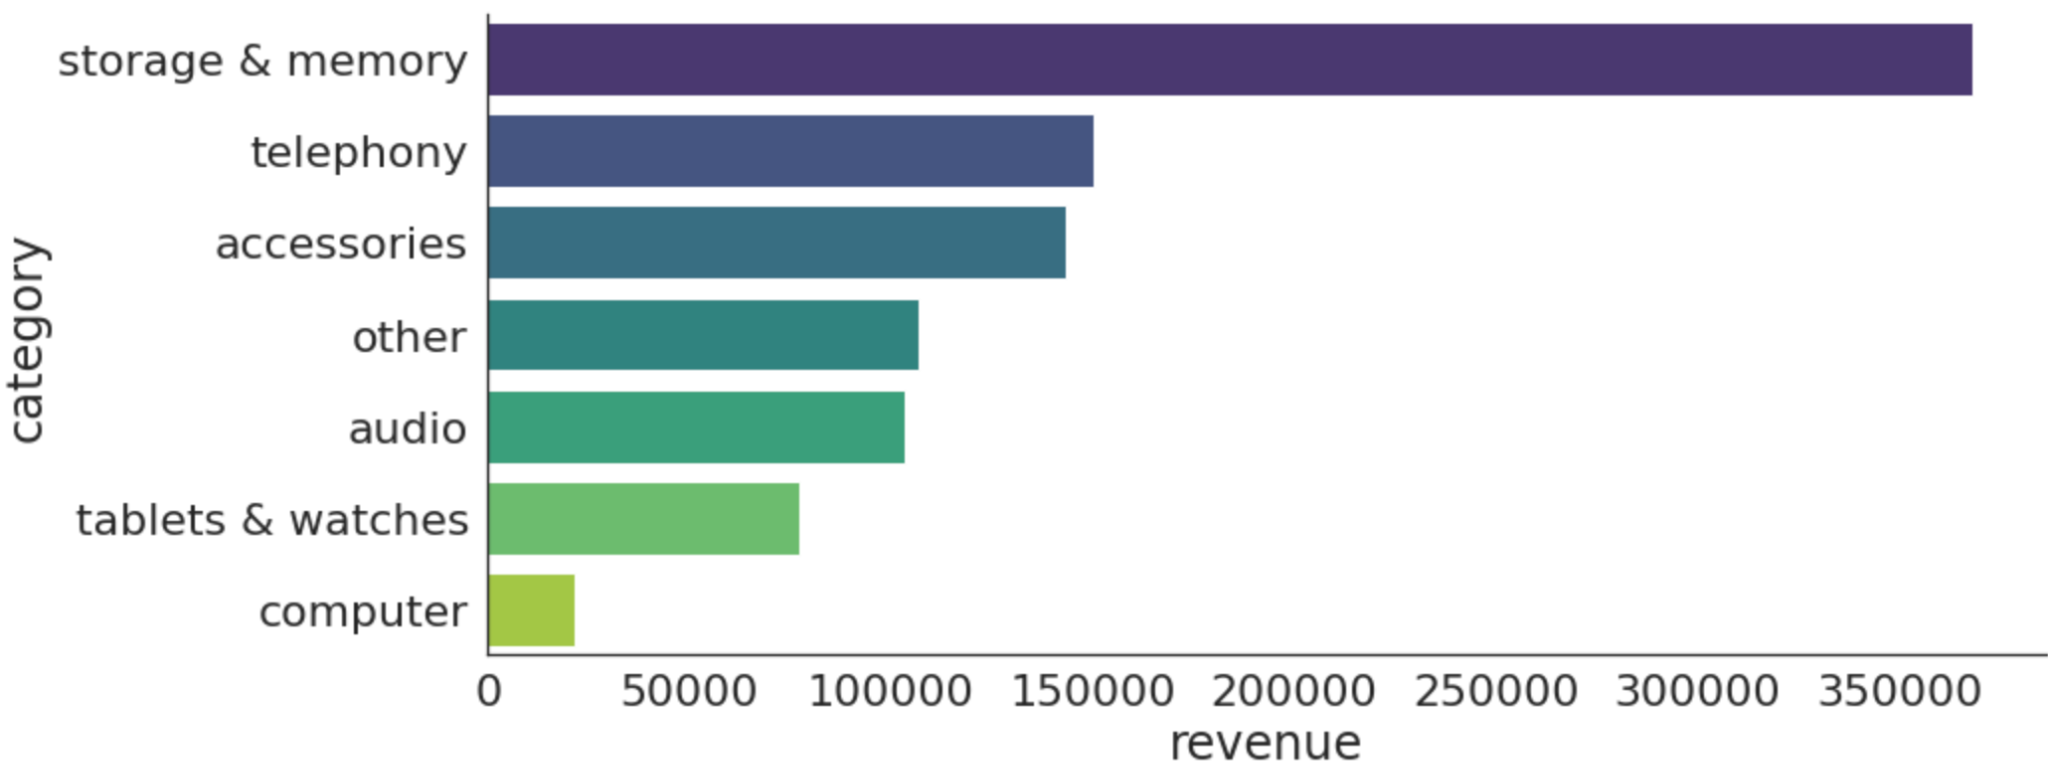 storage & memory
telephony
accessories
other
audio
tablets & watches
computer
category
0 50000 100000 150000 200000 250000 300000 350000
revenue